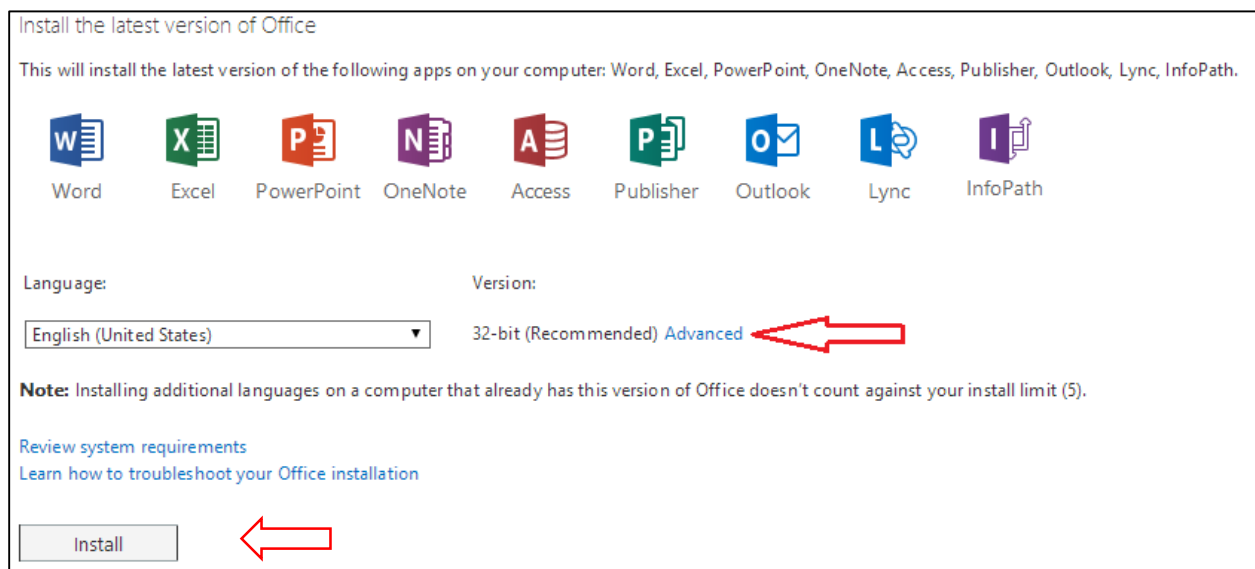 Install the latest version of Office
This will install the latest version of the following apps on your computer: Word, Excel, PowerPoint, OneNote, Access, Publisher, Outlook, Lync, InfoPath.
W X P N A P O L I
Word Excel PowerPoint OneNote Access Publisher Outlook Lync InfoPath
Language: Version:
English (United States) 32-bit (Recommended) Advanced
Note: Installing additional languages on a computer that already has this version of Office doesn't count against your install limit (5).
Review system requirements
Learn how to troubleshoot your Office installation
Install